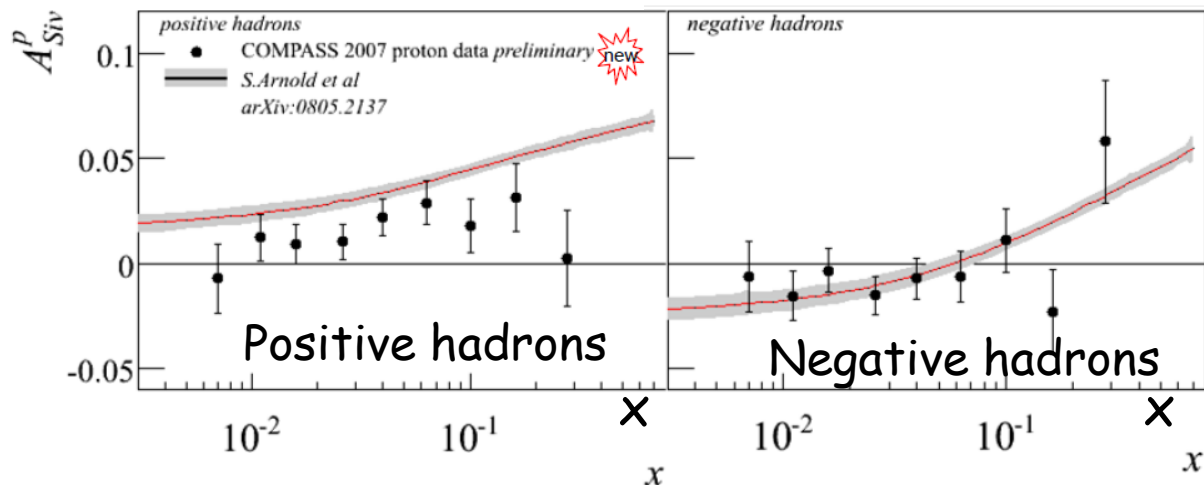 positive hadrons
COMPASS 2007 proton data preliminary
new
S.Arnold et al
arXiv:0805.2137
negative hadrons
A^p_Siv
0.1
0.05
0
-0.05
Positive hadrons
Negative hadrons
x
x
10^-2
10^-1
10^-2
10^-1
x
x